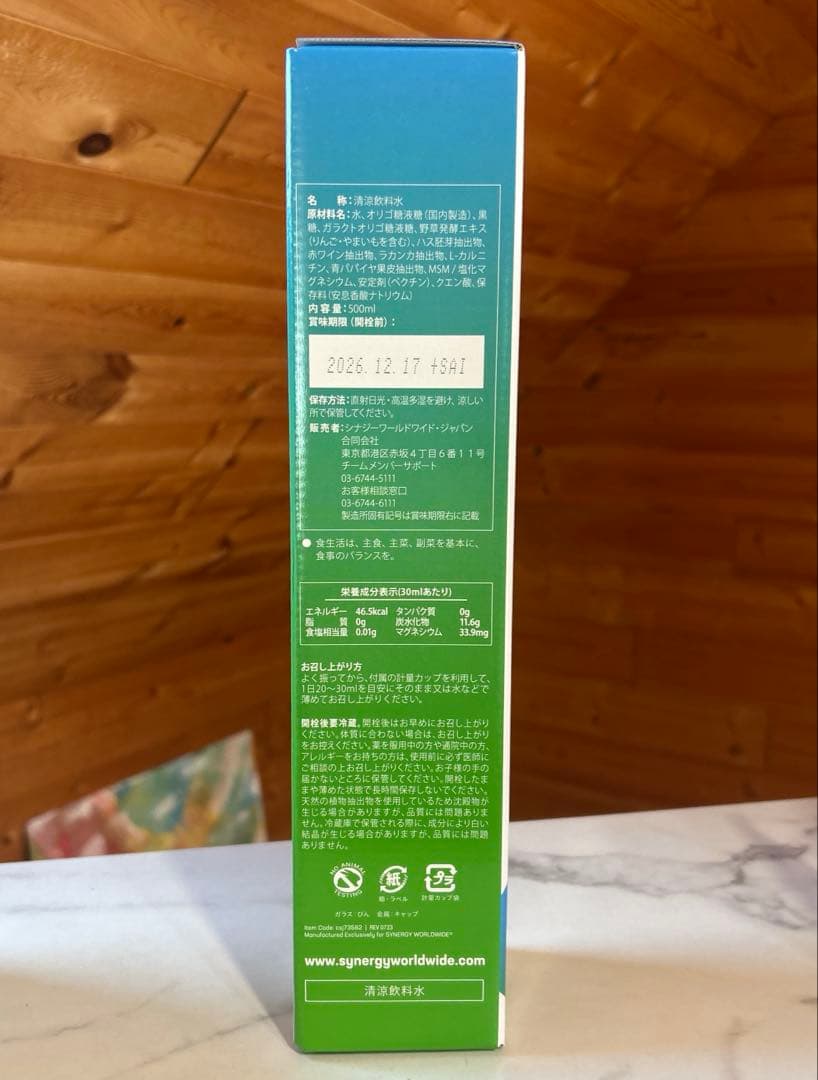 名　称：清涼飲料水
原材料名：水、オリゴ糖液糖（国内製造）、黒
糖、ガラクトオリゴ糖液糖、野草発酵エキス
（りんご・やまいもを含む）、ハス胚芽抽出物、
赤ワイン抽出物、ラカンカ抽出物、L-カルニ
チン、青パパイヤ果皮抽出物、MSM / 塩化マ
グネシウム、安定剤（ペクチン）、クエン酸、保
存料（安息香酸ナトリウム）
内容量：500ml
賞味期限（開栓前）：
2026.12.17 +SAI
保存方法：直射日光・高温多湿を避け、涼しい
所で保管してください。
販売者：シナジーワールドワイド・ジャパン
合同会社
東京都港区赤坂４丁目６番１１号
チームメンバーサポート
03-6744-5111
お客様相談窓口
03-6744-6111
製造所固有記号は賞味期限右に記載
● 食生活は、主食、主菜、副菜を基本に、
食事のバランスを。
栄養成分表示(30mlあたり)
エネルギー 46.5kcal タンパク質 0g
脂　質 0g 炭水化物 11.6g
食塩相当量 0.01g マグネシウム 33.9mg
お召し上がり方
よく振ってから、付属の計量カップを利用して、
1日20〜30mlを目安にそのまま又は水などで
薄めてお召し上がりください。
開栓後要冷蔵。開栓後はお早めにお召し上がり
ください。体質に合わない場合は、お召し上がり
をお控えください。薬を服用中の方や通院中の方、
アレルギーをお持ちの方は、使用前に必ず医師に
ご相談の上お召し上がりください。お子様の手の
届かないところに保管してください。開栓したま
まや薄めた状態で長時間保存しないでください。
天然の植物抽出物を使用しているため沈殿物が
生じる場合がありますが、品質には問題ありませ
ん。冷蔵庫で保管される際に、成分により白い
結晶が生じる場合がありますが、品質には問題
ありません。
NO ANIMAL TESTING
紙
プラ
箱・ラベル
計量カップ袋
ガラス：びん　金属：キャップ
Item Code: csj73562 | REV 0723
Manufactured Exclusively for SYNERGY WORLDWIDE™
www.synergyworldwide.com
清涼飲料水